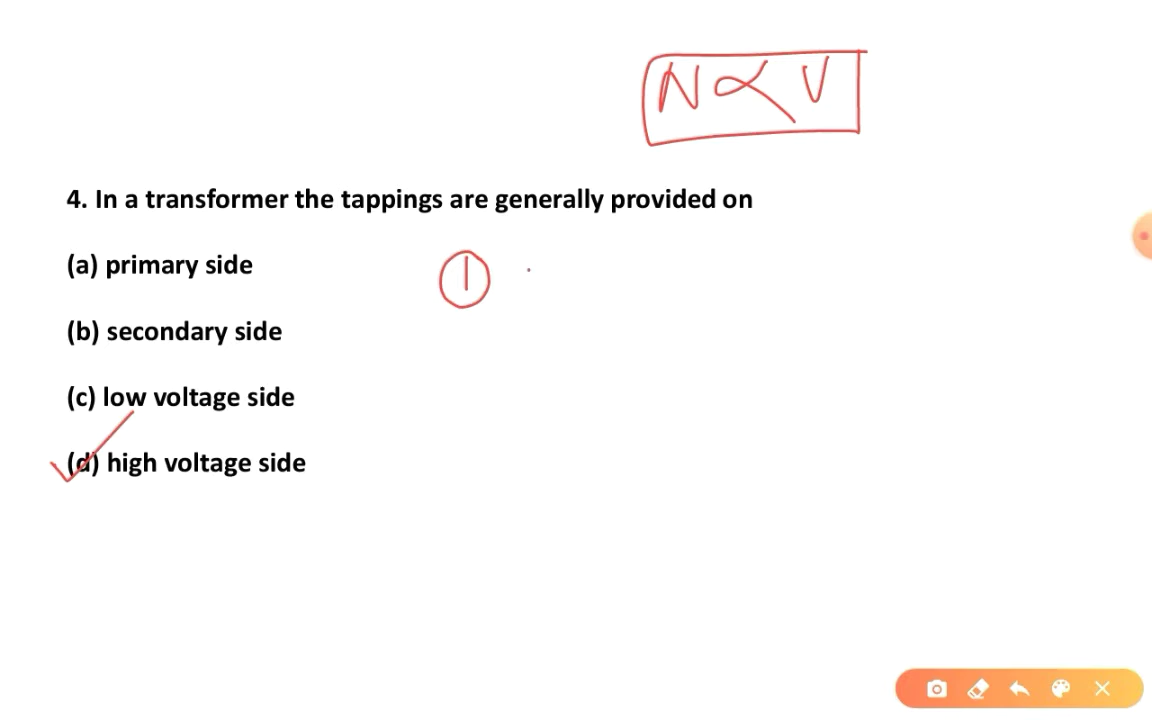 N ∝ V
4. In a transformer the tappings are generally provided on
(a) primary side
①
(b) secondary side
(c) low voltage side
(d) high voltage side